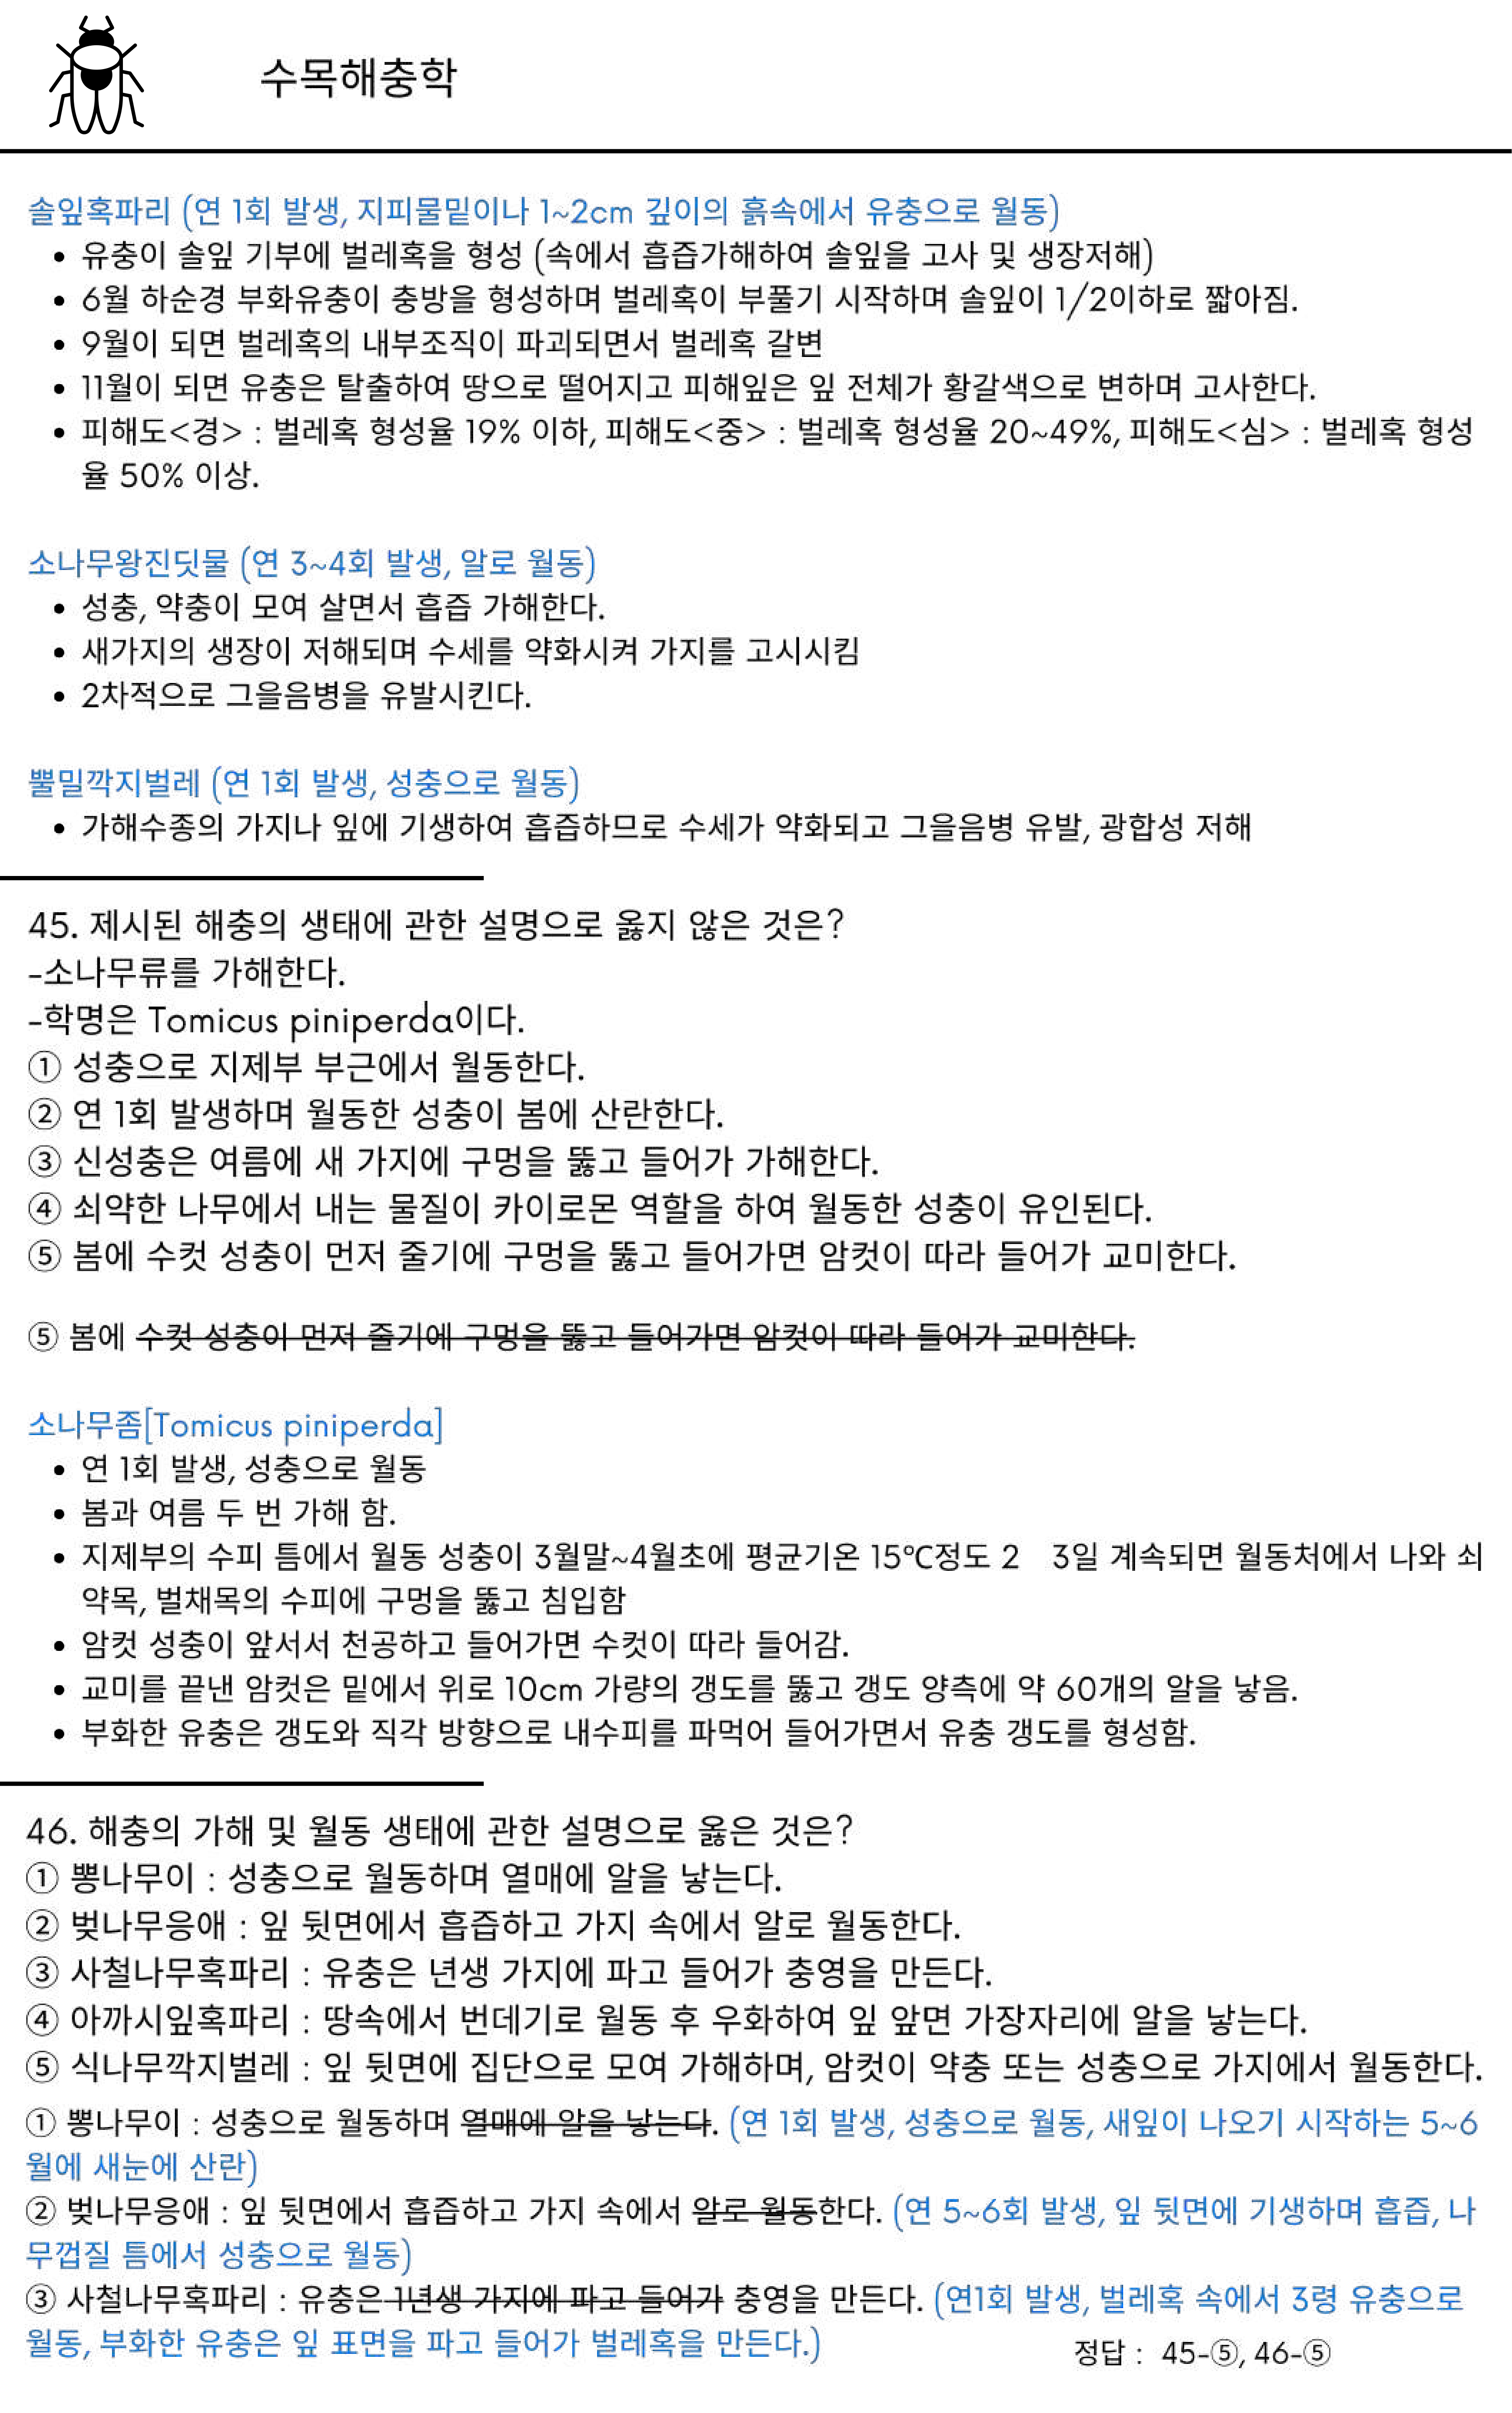 수목해충학
솔잎혹파리 (연 1회 발생, 지피물밑이나 1~2cm 깊이의 흙속에서 유충으로 월동)
• 유충이 솔잎 기부에 벌레혹을 형성 (속에서 흡즙가해하여 솔잎을 고사 및 생장저해)
• 6월 하순경 부화유충이 충방을 형성하며 벌레혹이 부풀기 시작하며 솔잎이 1/2이하로 짧아짐.
• 9월이 되면 벌레혹의 내부조직이 파괴되면서 벌레혹 갈변
• 11월이 되면 유충은 탈출하여 땅으로 떨어지고 피해잎은 잎 전체가 황갈색으로 변하며 고사한다.
• 피해도<경> : 벌레혹 형성율 19% 이하, 피해도<중> : 벌레혹 형성율 20~49%, 피해도<심> : 벌레혹 형성
율 50% 이상.
소나무왕진딧물 (연 3~4회 발생, 알로 월동)
• 성충, 약충이 모여 살면서 흡즙 가해한다.
• 새가지의 생장이 저해되며 수세를 약화시켜 가지를 고시시킴
• 2차적으로 그을음병을 유발시킨다.
뿔밀깍지벌레 (연 1회 발생, 성충으로 월동)
• 가해수종의 가지나 잎에 기생하여 흡즙하므로 수세가 약화되고 그을음병 유발, 광합성 저해
45. 제시된 해충의 생태에 관한 설명으로 옳지 않은 것은?
-소나무류를 가해한다.
-학명은 Tomicus piniperda이다.
① 성충으로 지제부 부근에서 월동한다.
② 연 1회 발생하며 월동한 성충이 봄에 산란한다.
③ 신성충은 여름에 새 가지에 구멍을 뚫고 들어가 가해한다.
④ 쇠약한 나무에서 내는 물질이 카이로몬 역할을 하여 월동한 성충이 유인된다.
⑤ 봄에 수컷 성충이 먼저 줄기에 구멍을 뚫고 들어가면 암컷이 따라 들어가 교미한다.
⑤ 봄에 수컷 성충이 먼저 줄기에 구멍을 뚫고 들어가면 암컷이 따라 들어가 교미한다.
소나무좀[Tomicus piniperda]
• 연 1회 발생, 성충으로 월동
• 봄과 여름 두 번 가해 함.
• 지제부의 수피 틈에서 월동 성충이 3월말~4월초에 평균기온 15℃정도 2 3일 계속되면 월동처에서 나와 쇠
약목, 벌채목의 수피에 구멍을 뚫고 침입함
• 암컷 성충이 앞서서 천공하고 들어가면 수컷이 따라 들어감.
• 교미를 끝낸 암컷은 밑에서 위로 10cm 가량의 갱도를 뚫고 갱도 양측에 약 60개의 알을 낳음.
• 부화한 유충은 갱도와 직각 방향으로 내수피를 파먹어 들어가면서 유충 갱도를 형성함.
46. 해충의 가해 및 월동 생태에 관한 설명으로 옳은 것은?
① 뽕나무이 : 성충으로 월동하며 열매에 알을 낳는다.
② 벚나무응애 : 잎 뒷면에서 흡즙하고 가지 속에서 알로 월동한다.
③ 사철나무혹파리 : 유충은 년생 가지에 파고 들어가 충영을 만든다.
④ 아까시잎혹파리 : 땅속에서 번데기로 월동 후 우화하여 잎 앞면 가장자리에 알을 낳는다.
⑤ 식나무깍지벌레 : 잎 뒷면에 집단으로 모여 가해하며, 암컷이 약충 또는 성충으로 가지에서 월동한다.
① 뽕나무이 : 성충으로 월동하며 열매에 알을 낳는다. (연 1회 발생, 성충으로 월동, 새잎이 나오기 시작하는 5~6
월에 새눈에 산란)
② 벚나무응애 : 잎 뒷면에서 흡즙하고 가지 속에서 알로 월동한다. (연 5~6회 발생, 잎 뒷면에 기생하며 흡즙, 나
무껍질 틈에서 성충으로 월동)
③ 사철나무혹파리 : 유충은 1년생 가지에 파고 들어가 충영을 만든다. (연1회 발생, 벌레혹 속에서 3령 유충으로
월동, 부화한 유충은 잎 표면을 파고 들어가 벌레혹을 만든다.)
정답 : 45-⑤, 46-⑤